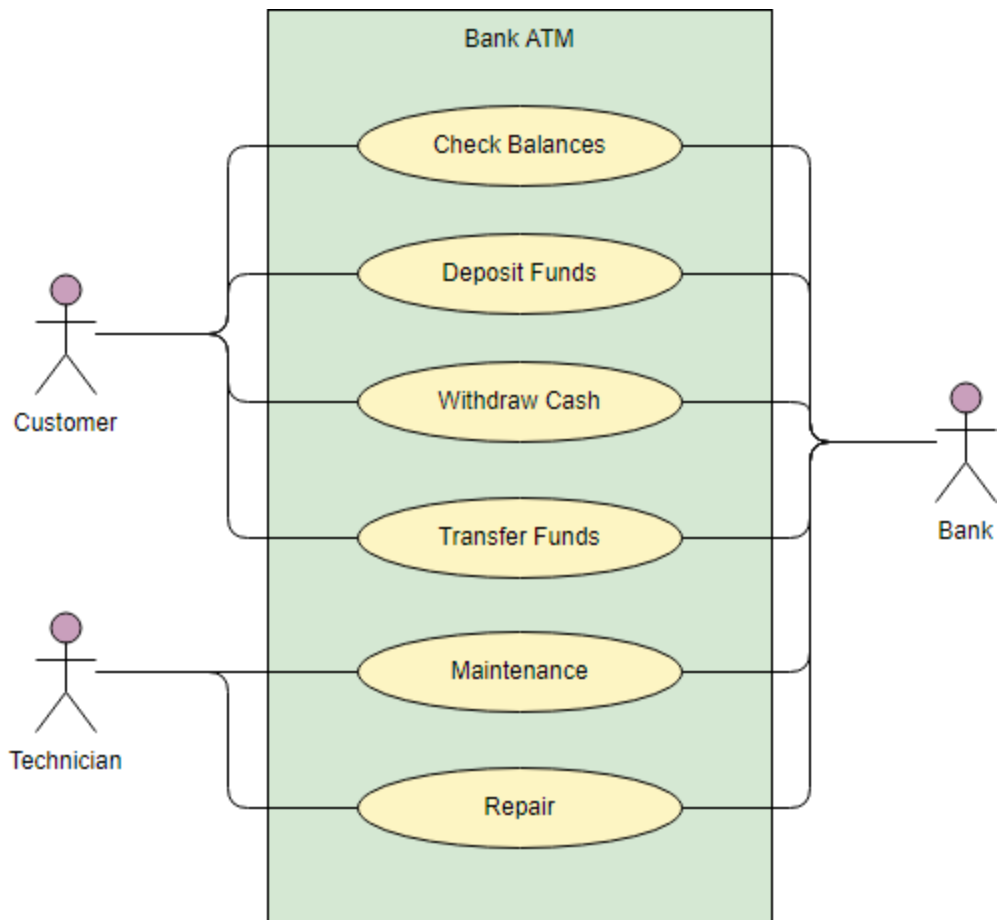 Bank ATM
Check Balances
Deposit Funds
Withdraw Cash
Customer
Transfer Funds
Bank
Maintenance
Technician
Repair